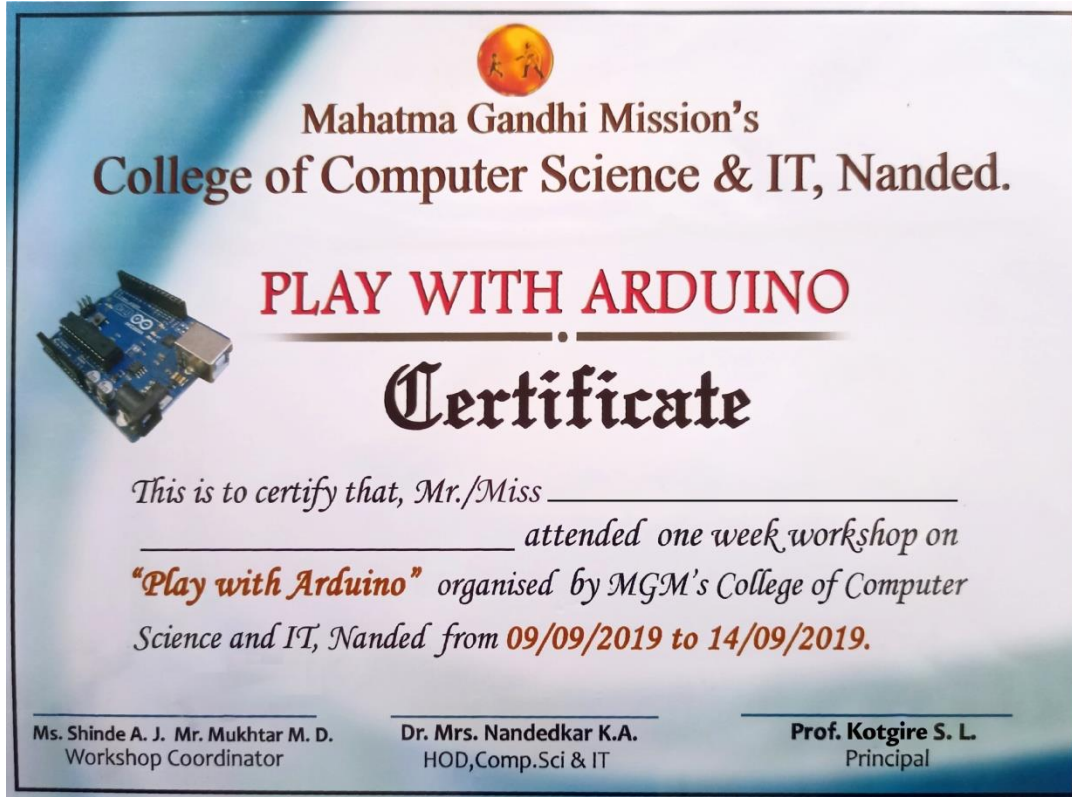 Mahatma Gandhi Mission's
College of Computer Science & IT, Nanded.
PLAY WITH ARDUINO
Certificate
This is to certify that, Mr./Miss
attended one week workshop on
"Play with Arduino" organised by MGM's College of Computer
Science and IT, Nanded from 09/09/2019 to 14/09/2019.
Ms. Shinde A. J. Mr. Mukhtar M. D. Dr. Mrs. Nandedkar K.A. Prof. Kotgire S. L.
Workshop Coordinator HOD,Comp.Sci & IT Principal